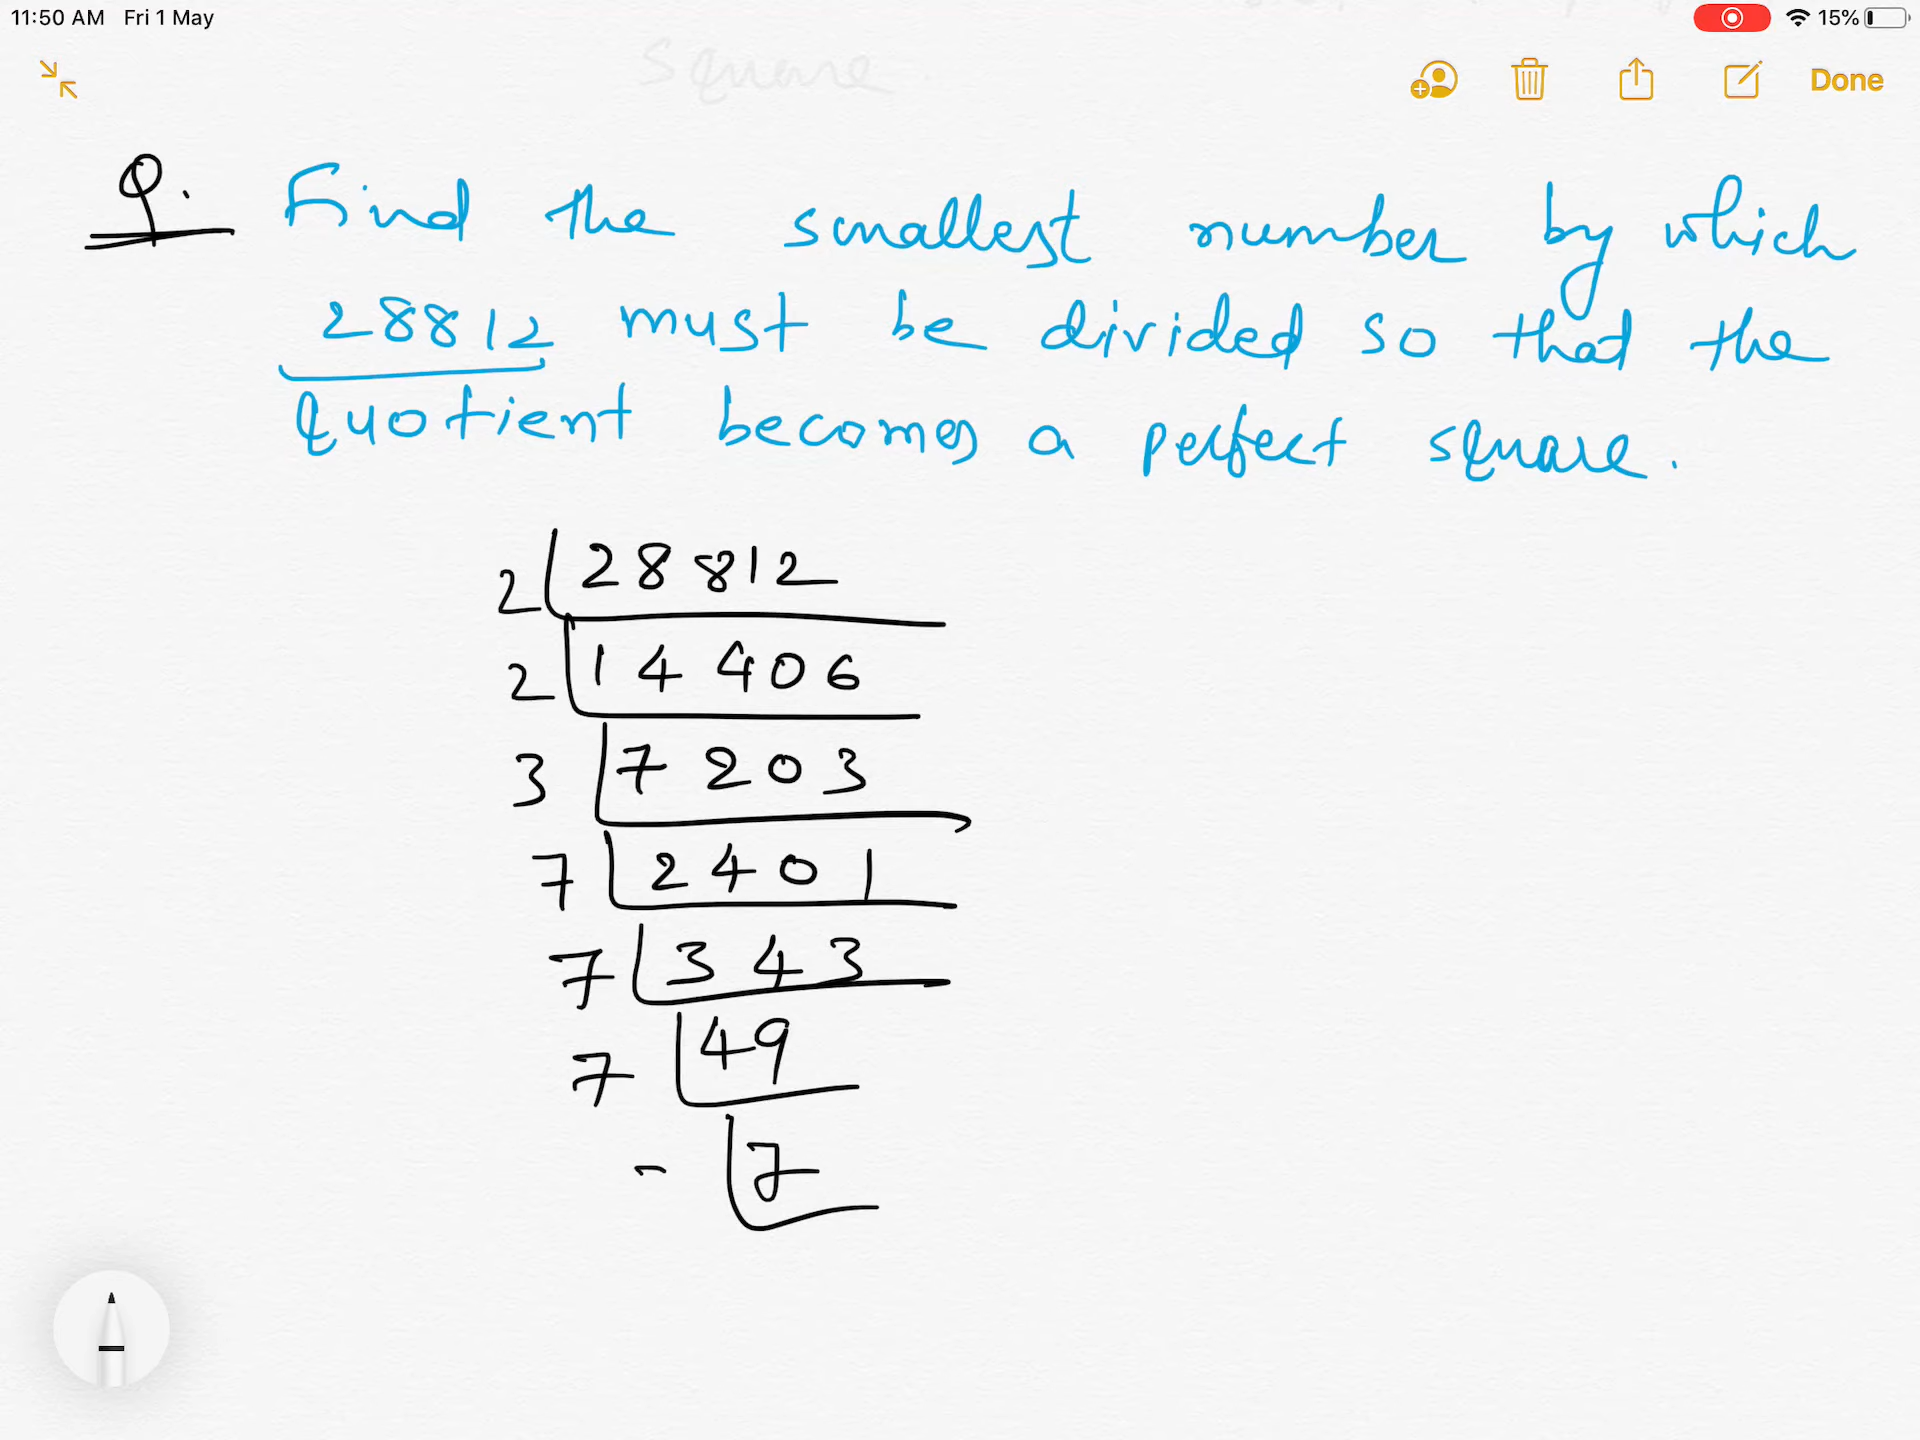 11:50 AM Fri 1 May 15%
square
Done
Q. Find the smallest number by which
28812 must be divided so that the
quotient becomes a perfect square.
2 28812
2 14406
3 7203
7 2401
7 343
7 49
7